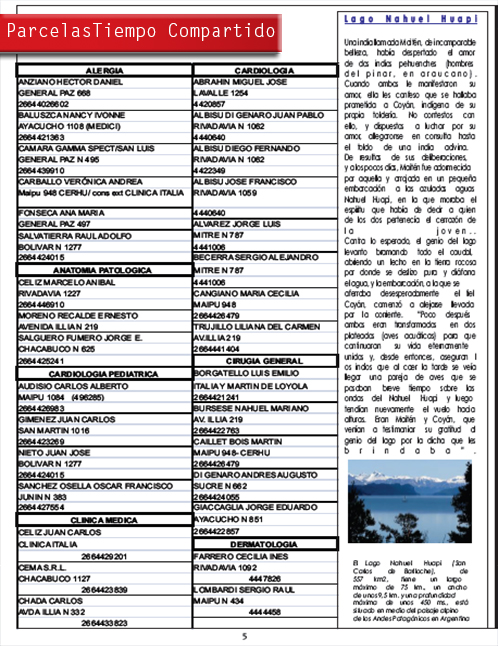 ParcelasTiempo Compartido
ALERGIA
ANZIANO HECTOR DANIEL
GENERAL PAZ 668
2664402602
BALUSZCA NANCY IVONNE
AYACUCHO 1108 (MEDICI)
2664421363
CAMARA GAMMA SPECT/SAN LUIS
GENERAL PAZ N 495
2664439910
CARBALLO VERÓNICA ANDREA
Maipu 948 CERHU/ cons ext CLINICA ITALIA
FONSECA ANA MARIA
GENERAL PAZ 497
SALVATIERRA RAUL ADOLFO
BOLIVAR N 1277
2664424015
ANATOMIA PATOLOGICA
CELIZ MARCELO ANIBAL
RIVADAVIA 1227
2664446910
MORENO RECALDE ERNESTO
AVENIDA ILLIA N 219
SALGUERO FUMERO JORGE E.
CHACABUCO N 625
2664425241
CARDIOLOGIA PEDIATRICA
AUDISIO CARLOS ALBERTO
MAIPU 1084 (496285)
2664426983
GIMENEZ JUAN CARLOS
SAN MARTIN 1016
2664423269
NIETO JUAN JOSE
BOLIVAR N 1277
2664424015
SANCHEZ OSELLA OSCAR FRANCISCO
JUNIN N 383
2664427554
CLINICA MEDICA
CELIZ JUAN CARLOS
CLINICA ITALIA
2664429201
CEMA S.R.L.
CHACABUCO 1127
2664423839
CHADA CARLOS
AVDA ILLIA N 332
2664433823
CARDIOLOGIA
ABRAHIN MIGUEL JOSE
LAVALLE 1254
4420857
ALBISU DI GENARO JUAN PABLO
RIVADAVIA N 1062
4440640
ALBISU DIEGO FERNANDO
RIVADAVIA N 1062
4422349
ALBISU JOSE FRANCISCO
RIVADAVIA 1059
4440640
ALVAREZ JORGE LUIS
MITRE N 787
4441006
BECERRA SERGIO ALEJANDRO
MITRE N 787
4441006
CANGIANO MARIA CECILIA
MAIPU 948
2664426479
TRUJILLO LILIANA DEL CARMEN
AV.ILLIA 219
2664441404
CIRUGIA GENERAL
BORGATELLO LUIS EMILIO
ITALIA Y MARTIN DE LOYOLA
2664421241
BURSESE NAHUEL MARIANO
AV. ILLIA 219
2664422763
CAILLET BOIS MARTIN
MAIPU 948- CERHU
2664426479
DI GENARO ANDRES AUGUSTO
SUCRE N 662
2664424055
GIACCAGLIA JORGE EDUARDO
AYACUCHO N 851
2664422857
DERMATOLOGIA
FARRERO CECILIA INES
RIVADAVIA 1092
4447826
LOMBARDI SERGIO RAUL
MAIPU N 434
4444458
Lago Nahuel Huapi
Una india llamada Maitén, de incomparable
belleza, había despertado el amor
de dos indios pehuenches (hombres
del pinar, en araucano).
Cuando ambos le manifestaron su
amor, ella les confeso que se hallaba
prometida a Coyán, indígena de su
propia toldería. No contestos con
ello, y dispuestos a luchar por su
amor, allegáronse en consulta hasta
el toldo de una india adivina.
De resultas de sus deliberaciones,
y a los pocos días, Maitén fue adormecida
por aquella y arrojada en un pequeña
embarcación a las azuladas aguas
Nahuel Huapi, en la que moraba el
espíritu que había de decir a quien
de los dos pertenecía el corazón de
la joven..
Contra lo esperado, el genio del lago
levanto bramando todo el caudal,
abriendo un lecho en la tierra rocosa
por donde se deslizo pura y diáfana
el agua, y la embarcación, a la que se
aferraba desesperadamente el fiel
Coyán, comenzó a alejarse llevada
por la corriente. "Poco después
ambos eran transformados en dos
plateadas (aves acuáticas) para que
continuaran su vida eternamente
unidos y, desde entonces, aseguran l
os indios que al caer la tarde se veía
llegar una pareja de aves que se
posaban breve tiempo sobre las
ondas del Nahuel Huapi y luego
tendían nuevamente el vuelo hacia
alturas. Eran Maitén y Coyán, que
venían a testimoniar su gratitud al
genio del lago por la dicha que les
brindaba".
El Lago Nahuel Huapi (San
Carlos de Bariloche), de
557 km2, tiene un largo
máximo de 75 km., un ancho
de unos 9,5 km. y una profundidad
máxima de unos 450 ms., está
situado en medio del paisaje alpino
de los Andes Patagónicos en Argentina
5